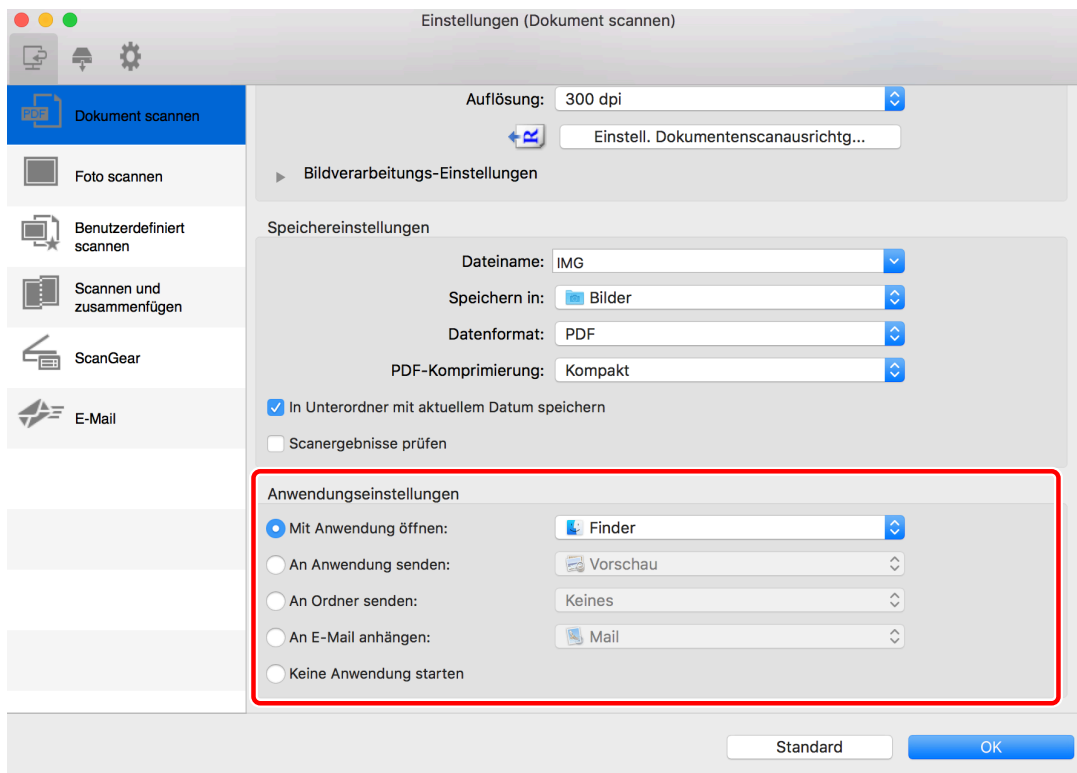 Einstellungen (Dokument scannen)
PDF
Dokument scannen
Foto scannen
Benutzerdefiniert
scannen
Scannen und
zusammenfügen
ScanGear
E-Mail
Auflösung: 300 dpi
R Einstell. Dokumentenscanausrichtg...
Bildverarbeitungs-Einstellungen
Speichereinstellungen
Dateiname: IMG
Speichern in: Bilder
Datenformat: PDF
PDF-Komprimierung: Kompakt
In Unterordner mit aktuellem Datum speichern
Scanergebnisse prüfen
Anwendungseinstellungen
Mit Anwendung öffnen: Finder
An Anwendung senden: Vorschau
An Ordner senden: Keines
An E-Mail anhängen: Mail
Keine Anwendung starten
Standard OK